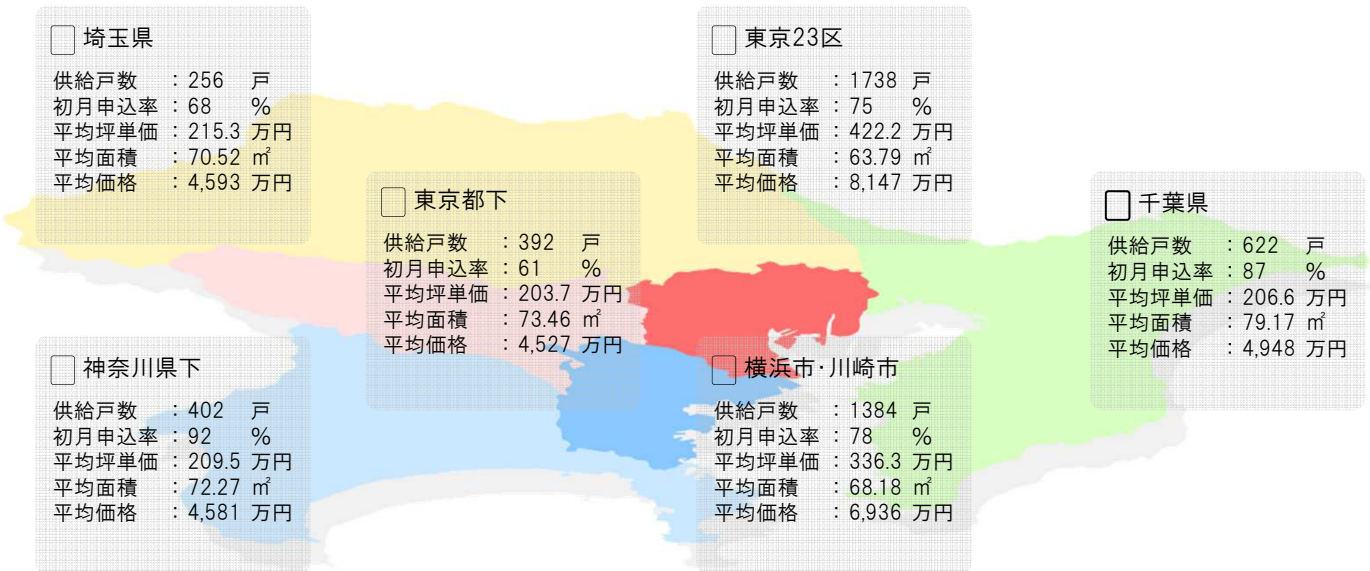 埼玉県
供給戸数 : 256 戸
初月申込率 : 68 %
平均坪単価 : 215.3 万円
平均面積 : 70.52 ㎡
平均価格 : 4,593 万円
東京23区
供給戸数 : 1738 戸
初月申込率 : 75 %
平均坪単価 : 422.2 万円
平均面積 : 63.79 ㎡
平均価格 : 8,147 万円
東京都下
供給戸数 : 392 戸
初月申込率 : 61 %
平均坪単価 : 203.7 万円
平均面積 : 73.46 ㎡
平均価格 : 4,527 万円
千葉県
供給戸数 : 622 戸
初月申込率 : 87 %
平均坪単価 : 206.6 万円
平均面積 : 79.17 ㎡
平均価格 : 4,948 万円
神奈川県下
供給戸数 : 402 戸
初月申込率 : 92 %
平均坪単価 : 209.5 万円
平均面積 : 72.27 ㎡
平均価格 : 4,581 万円
横浜市・川崎市
供給戸数 : 1384 戸
初月申込率 : 78 %
平均坪単価 : 336.3 万円
平均面積 : 68.18 ㎡
平均価格 : 6,936 万円